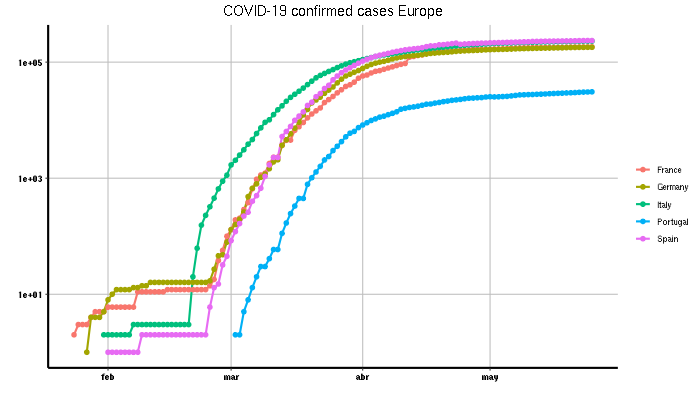 COVID-19 confirmed cases Europe
1e+05
1e+03
1e+01
feb
mar
abr
may
France
Germany
Italy
Portugal
Spain